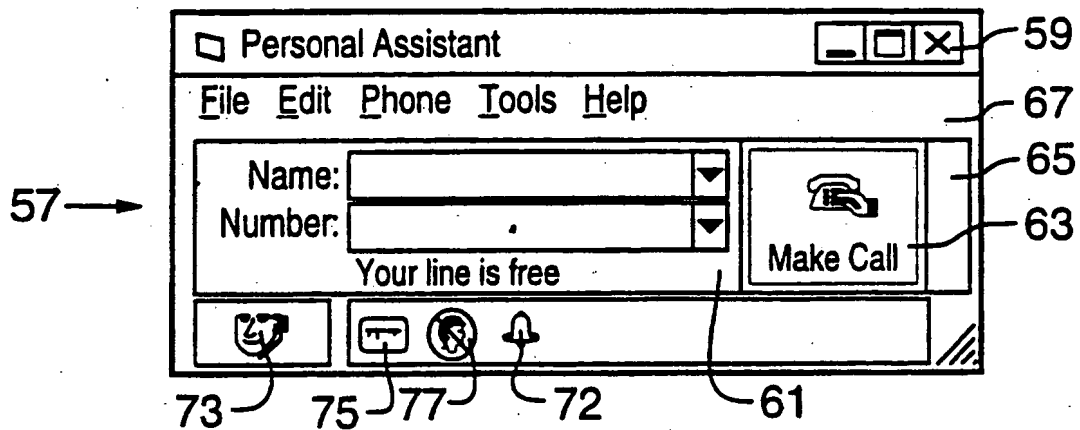 Personal Assistant 59
File Edit Phone Tools Help 67
65
Name:
57 Number: 63
Make Call
Your line is free
73 75 77 72 61